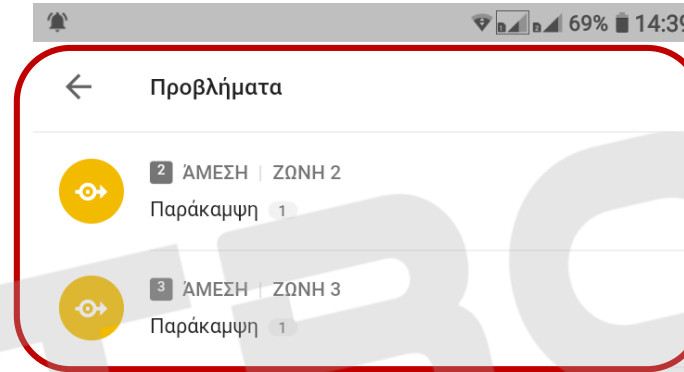 69% 14:39
Προβλήματα
2 ΆΜΕΣΗ | ΖΩΝΗ 2
Παράκαμψη 1
3 ΆΜΕΣΗ | ΖΩΝΗ 3
Παράκαμψη 1